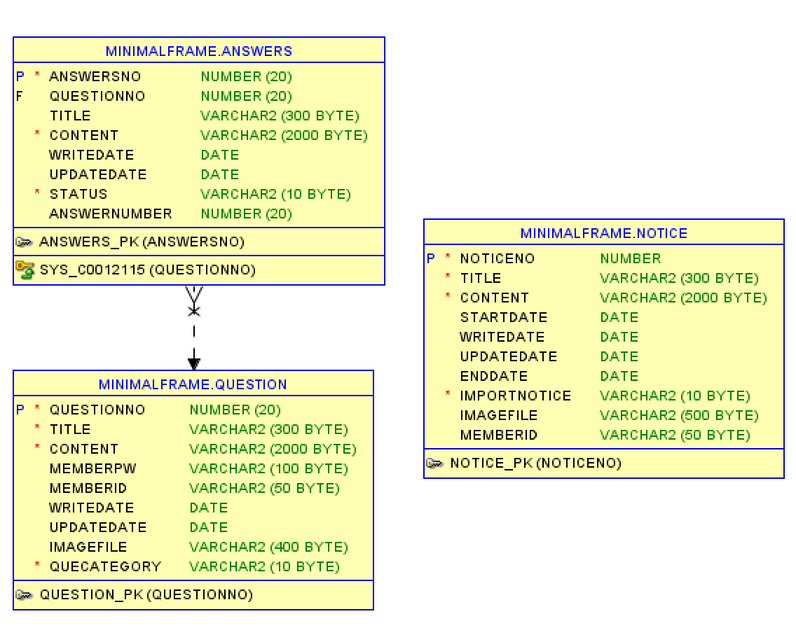 MINIMALFRAME.ANSWERS
P * ANSWERSNO NUMBER (20)
F QUESTIONNO NUMBER (20)
TITLE VARCHAR2 (300 BYTE)
* CONTENT VARCHAR2 (2000 BYTE)
WRITEDATE DATE
UPDATEDATE DATE
* STATUS VARCHAR2 (10 BYTE)
ANSWERNUMBER NUMBER (20)
ANSWERS_PK (ANSWERSNO)
SYS_C0012115 (QUESTIONNO)
MINIMALFRAME.QUESTION
P * QUESTIONNO NUMBER (20)
* TITLE VARCHAR2 (300 BYTE)
* CONTENT VARCHAR2 (2000 BYTE)
MEMBERPW VARCHAR2 (100 BYTE)
MEMBERID VARCHAR2 (50 BYTE)
WRITEDATE DATE
UPDATEDATE DATE
IMAGEFILE VARCHAR2 (400 BYTE)
* QUECATEGORY VARCHAR2 (10 BYTE)
QUESTION_PK (QUESTIONNO)
MINIMALFRAME.NOTICE
P * NOTICENO NUMBER
* TITLE VARCHAR2 (300 BYTE)
* CONTENT VARCHAR2 (2000 BYTE)
STARTDATE DATE
WRITEDATE DATE
UPDATEDATE DATE
ENDDATE DATE
* IMPORTNOTICE VARCHAR2 (10 BYTE)
IMAGEFILE VARCHAR2 (500 BYTE)
MEMBERID VARCHAR2 (50 BYTE)
NOTICE_PK (NOTICENO)